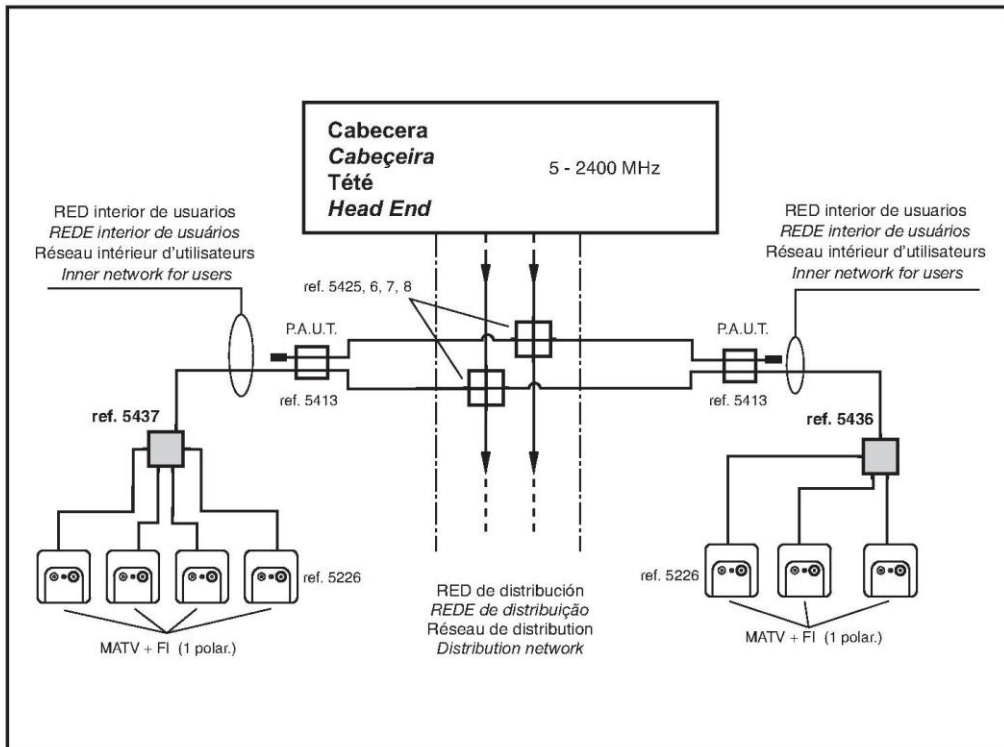 Cabecera
Cabeçeira
Tété
Head End
5 - 2400 MHz
RED interior de usuarios
REDE interior de usuários
Réseau intérieur d'utilisateurs
Inner network for users
RED interior de usuarios
REDE interior de usuários
Réseau intérieur d'utilisateurs
Inner network for users
ref. 5425, 6, 7, 8
P.A.U.T.
P.A.U.T.
ref. 5413
ref. 5413
ref. 5437
ref. 5436
ref. 5226
ref. 5226
RED de distribución
REDE de distribuição
Réseau de distribution
Distribution network
MATV + FI (1 polar.)
MATV + FI (1 polar.)